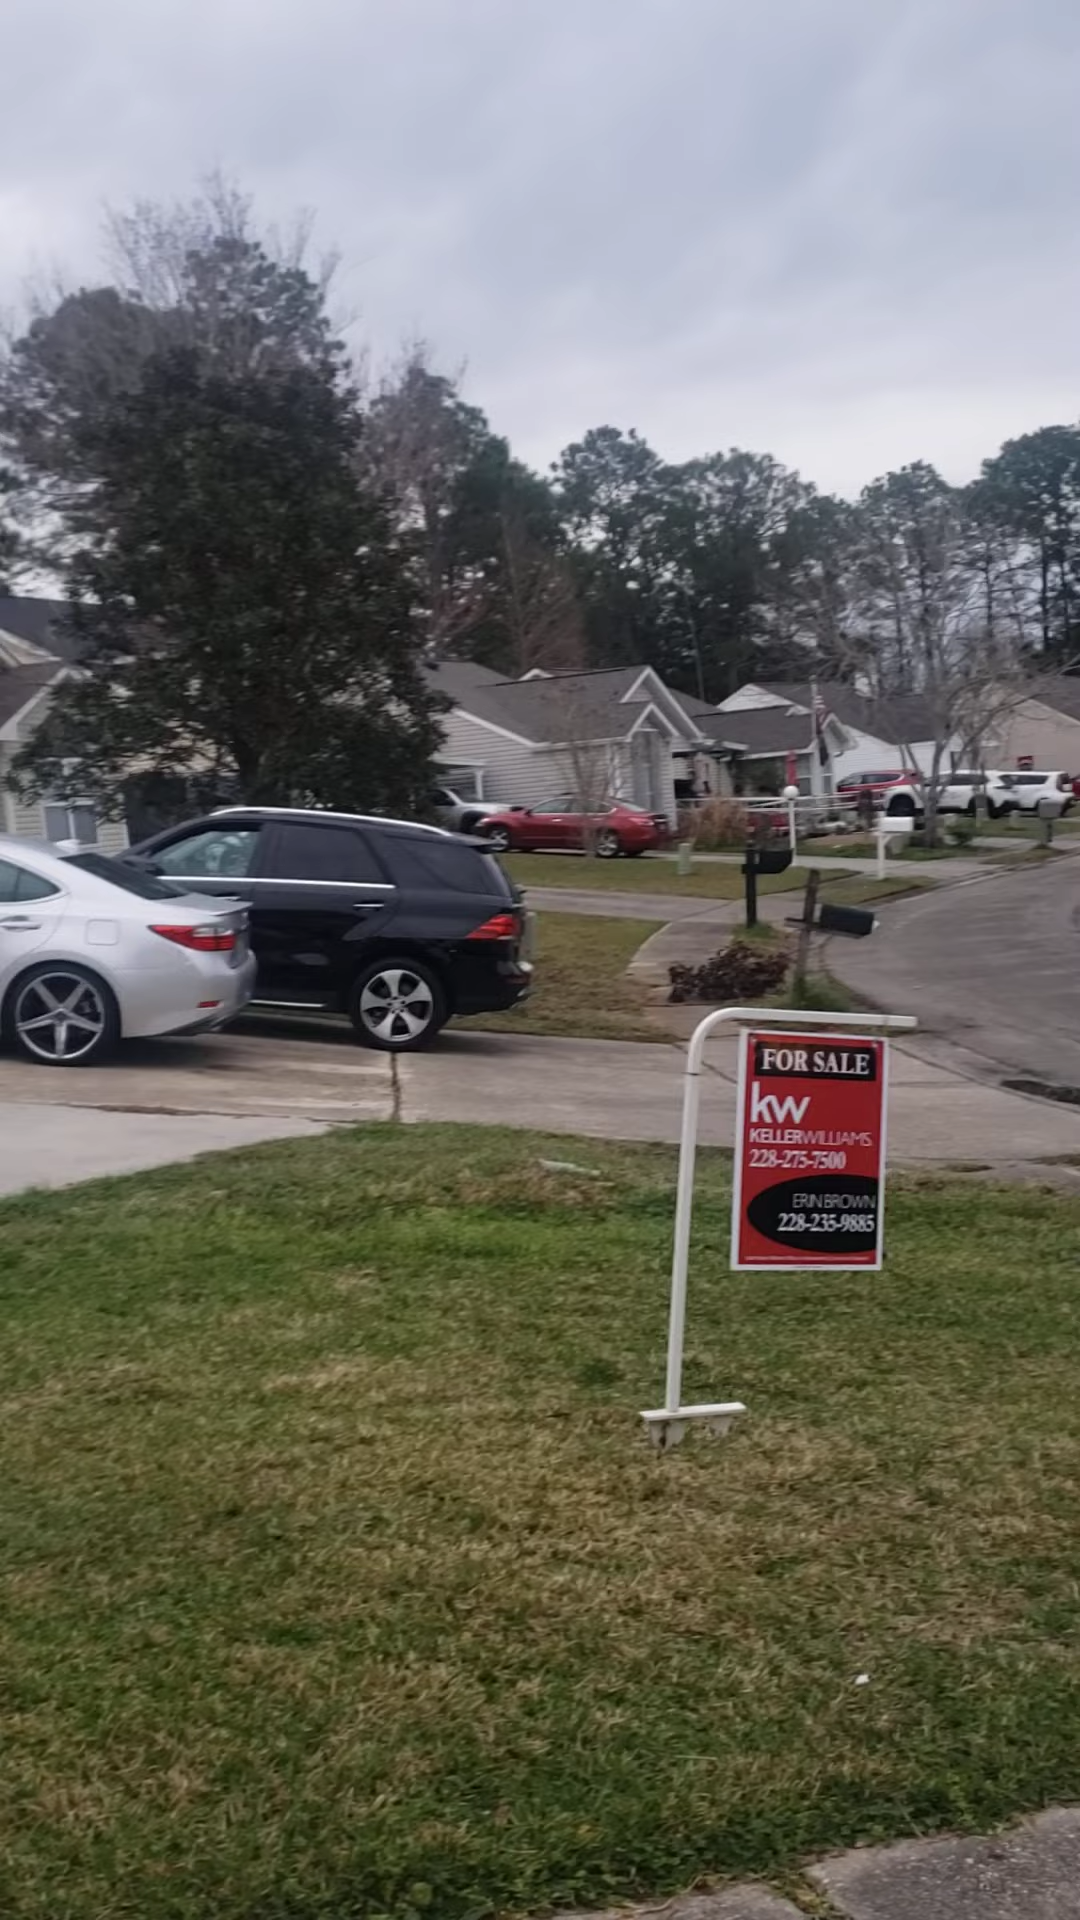 FOR SALE
kw
KELLERWILLIAMS.
228-275-7500
ERIN BROWN
228-235-9885